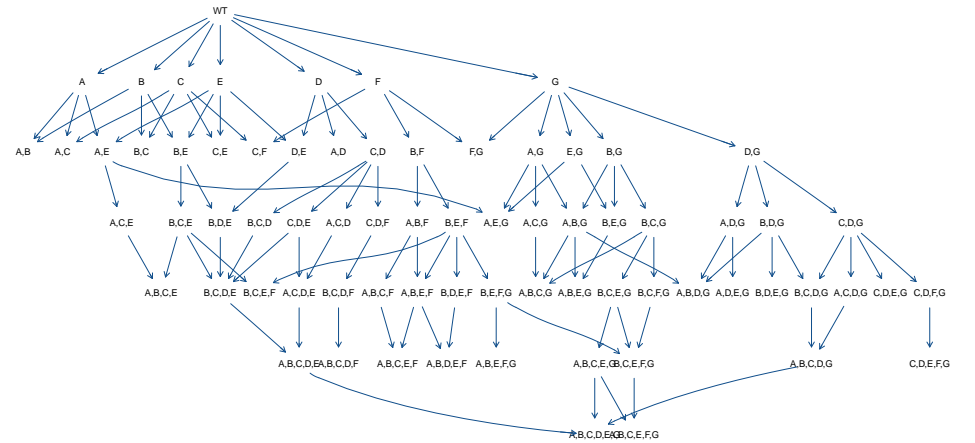 WT
A B C E D F G
A,B A,C A,E B,C B,E C,E C,F D,E A,D C,D B,F F,G A,G E,G B,G D,G
A,C,E B,C,E B,D,E B,C,D C,D,E A,C,D C,D,F A,B,F B,E,F A,E,G A,C,G A,B,G B,E,G B,C,G A,D,G B,D,G C,D,G
A,B,C,E B,C,D,E B,C,E,F A,C,D,E B,C,D,F A,B,C,F A,B,E,F B,D,E,F B,E,F,G A,B,C,G A,B,E,G B,C,E,G B,C,F,G A,B,D,G A,D,E,G B,D,E,G B,C,D,G A,C,D,G C,D,E,G C,D,F,G
A,B,C,D,E A,B,C,D,F A,B,C,E,F A,B,D,E,F A,B,E,F,G A,B,C,E,G B,C,E,F,G A,B,C,D,G C,D,E,F,G
A,B,C,D,E,G A,B,C,E,F,G